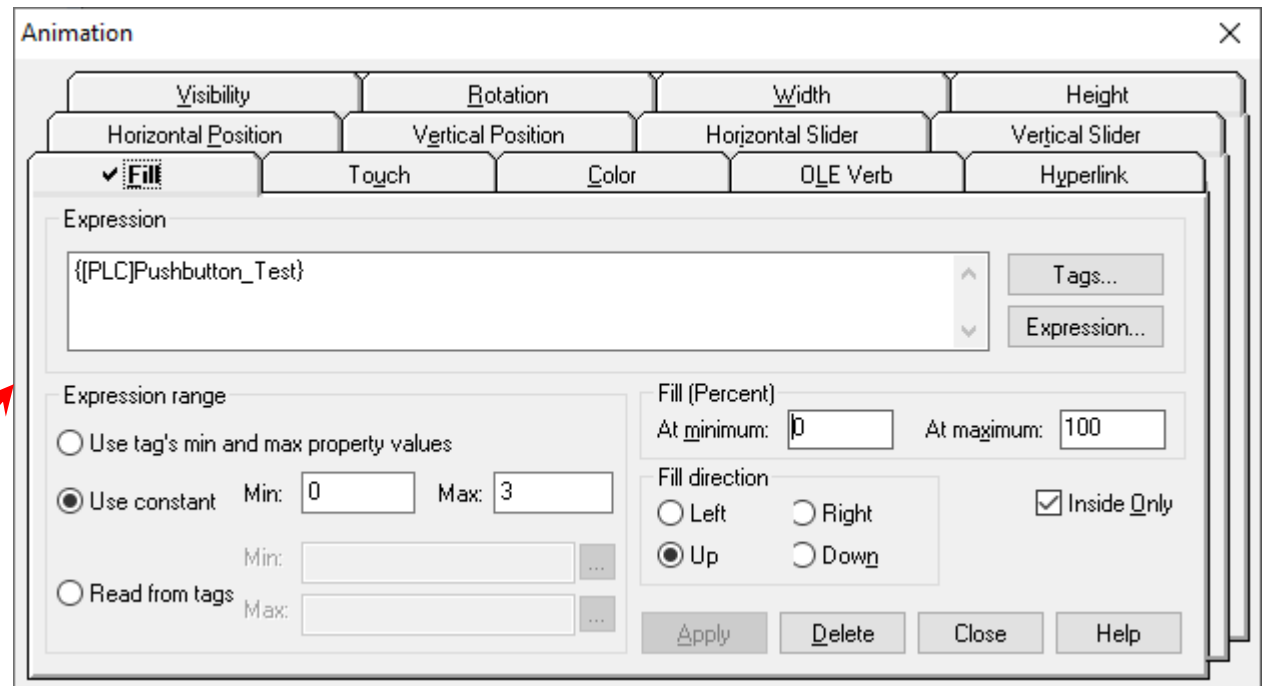 Animation
Visibility Rotation Width Height
Horizontal Position Vertical Position Horizontal Slider Vertical Slider
Fill Touch Color OLE Verb Hyperlink
Expression
{[PLC]Pushbutton_Test}
Tags...
Expression...
Expression range
Use tag's min and max property values
Use constant Min: 0 Max: 3
Min: ...
Read from tags
Max: ...
Fill (Percent)
At minimum: 0 At maximum: 100
Fill direction
Left Right
Up Down
Inside Only
Apply Delete Close Help